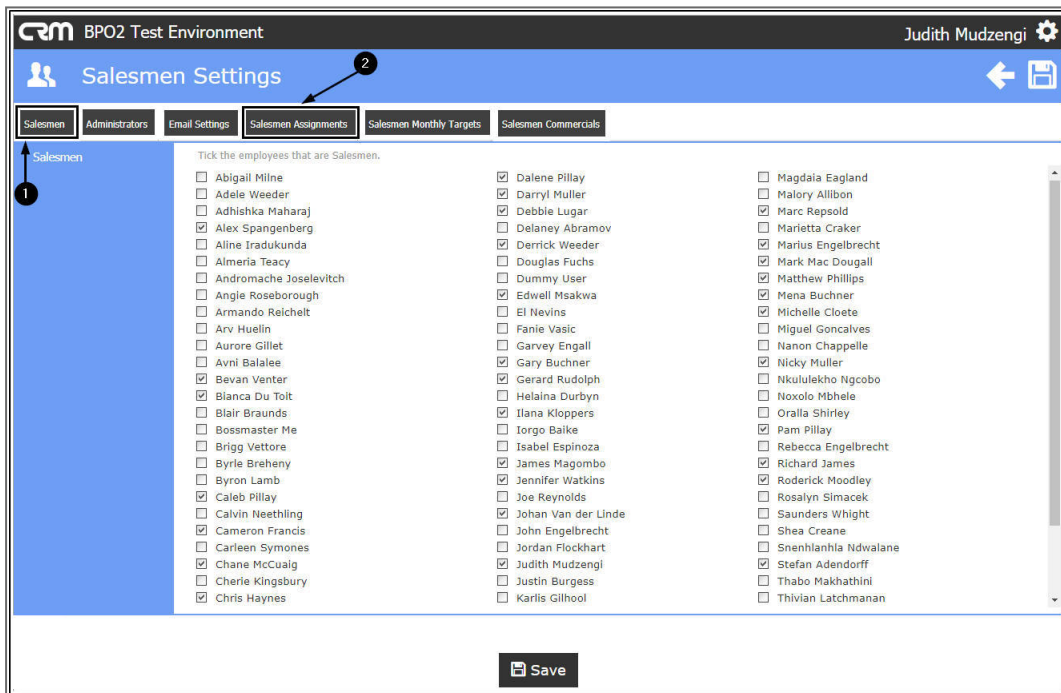 CRM BPO2 Test Environment
Judith Mudzengi
Salesmen Settings
2
Salesmen
Administrators
Email Settings
Salesmen Assignments
Salesmen Monthly Targets
Salesmen Commercials
1
Salesmen
Tick the employees that are Salesmen.
Abigail Milne
Adele Weeder
Adhishka Maharaj
Alex Spangenberg
Aline Iradukunda
Almeria Teacy
Andromache Joselevitch
Angie Roseborough
Armando Reichelt
Arv Huelin
Aurore Gillet
Avni Balalee
Bevan Venter
Bianca Du Toit
Blair Braunds
Bossmaster Me
Brigg Vettore
Byrle Breheny
Byron Lamb
Caleb Pillay
Calvin Neethling
Cameron Francis
Carleen Symones
Chane McCuaig
Cherie Kingsbury
Chris Haynes
Dalene Pillay
Darryl Muller
Debbie Lugar
Delaney Abramov
Derrick Weeder
Douglas Fuchs
Dummy User
Edwell Msakwa
El Nevins
Fanie Vasic
Garvey Engall
Gary Buchner
Gerard Rudolph
Helaina Durbyn
Ilana Kloppers
Iorgo Baike
Isabel Espinoza
James Magombo
Jennifer Watkins
Joe Reynolds
Johan Van der Linde
John Engelbrecht
Jordan Flockhart
Judith Mudzengi
Justin Burgess
Karlis Gilhool
Magdaia Eagland
Malory Allibon
Marc Repsold
Marietta Craker
Marius Engelbrecht
Mark Mac Dougall
Matthew Phillips
Mena Buchner
Michelle Cloete
Miguel Goncalves
Nanon Chappelle
Nicky Muller
Nkululekho Ngcobo
Noxolo Mbhele
Oralla Shirley
Pam Pillay
Rebecca Engelbrecht
Richard James
Roderick Moodley
Rosalyn Simacek
Saunders Whight
Shea Creane
Snenhlanhla Ndwalane
Stefan Adendorff
Thabo Makhathini
Thivian Latchmanan
Save